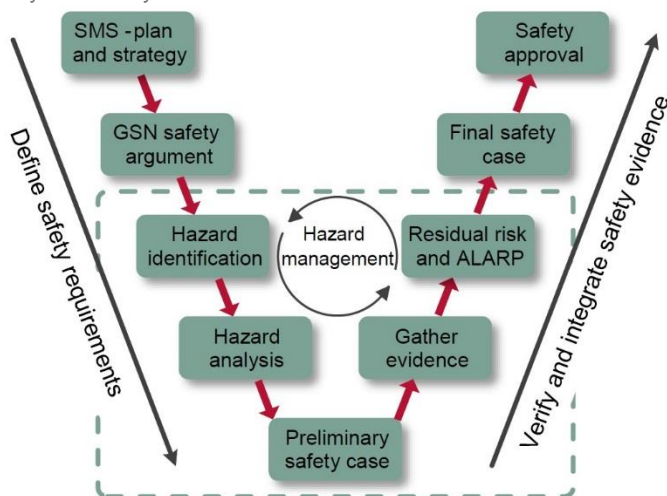 SMS - plan
and strategy
GSN safety
argument
Hazard
identification
Hazard
analysis
Preliminary
safety case
Gather
evidence
Residual risk
and ALARP
Final safety
case
Safety
approval
Hazard
management
Define safety requirements
Verify and integrate safety evidence